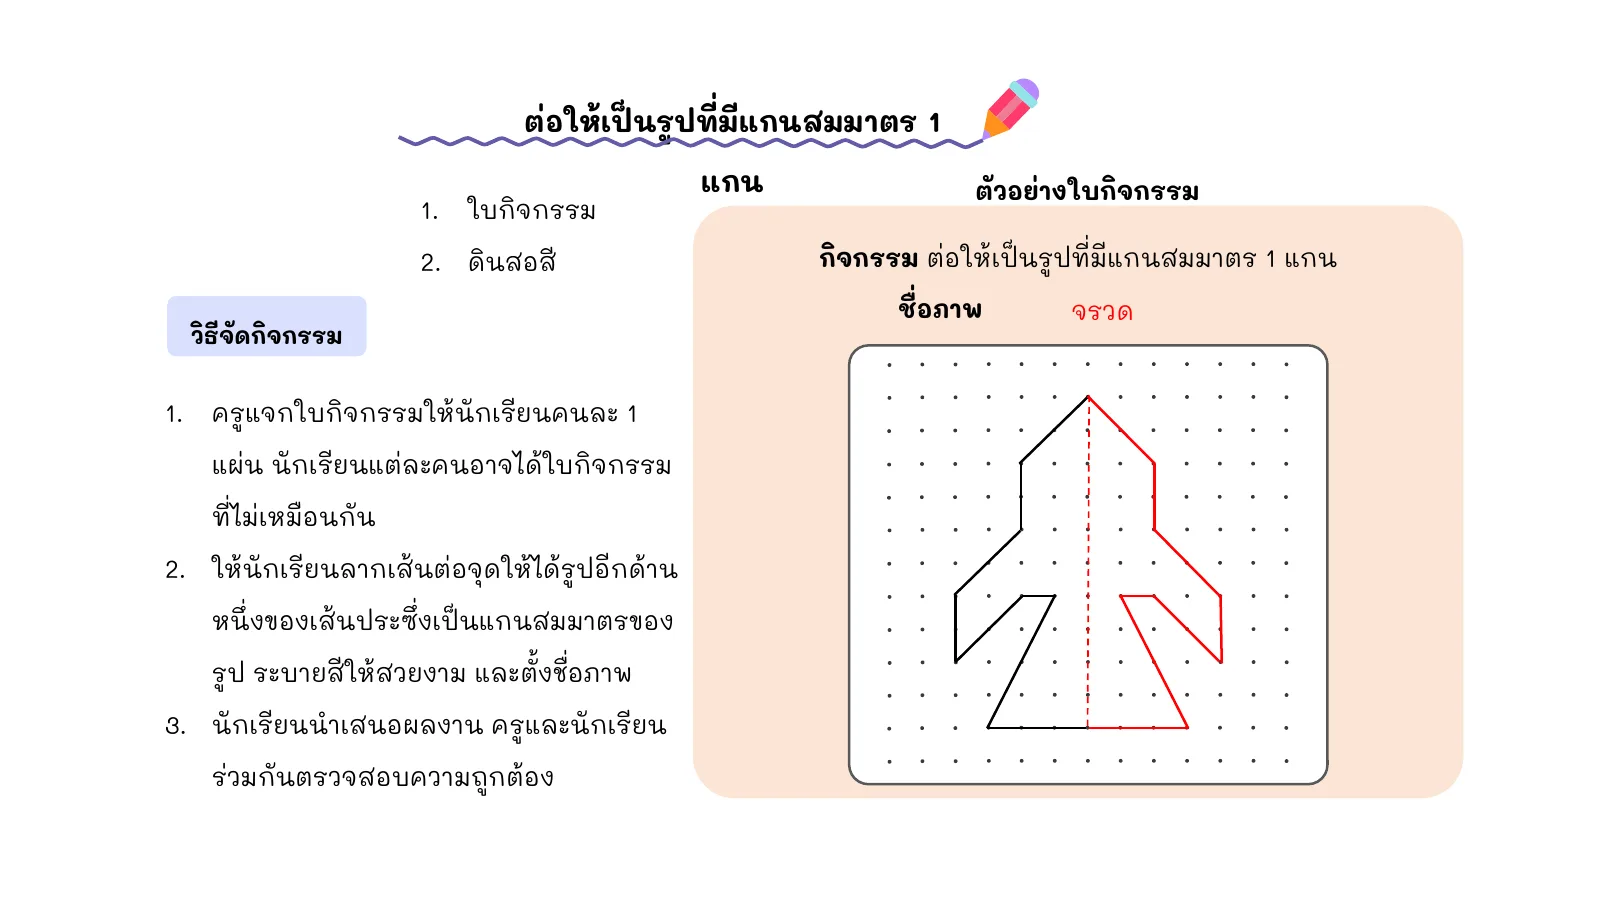 ต่อให้เป็นรูปที่มีแกนสมมาตร 1
แกน
1. ใบกิจกรรม
2. ดินสอสี
วิธีจัดกิจกรรม
1. ครูแจกใบกิจกรรมให้นักเรียนคนละ 1
แผ่น นักเรียนแต่ละคนอาจได้ใบกิจกรรม
ที่ไม่เหมือนกัน
2. ให้นักเรียนลากเส้นต่อจุดให้ได้รูปอีกด้าน
หนึ่งของเส้นประซึ่งเป็นแกนสมมาตรของ
รูป ระบายสีให้สวยงาม และตั้งชื่อภาพ
3. นักเรียนนำเสนอผลงาน ครูและนักเรียน
ร่วมกันตรวจสอบความถูกต้อง
ตัวอย่างใบกิจกรรม
กิจกรรม ต่อให้เป็นรูปที่มีแกนสมมาตร 1 แกน
ชื่อภาพ จรวด